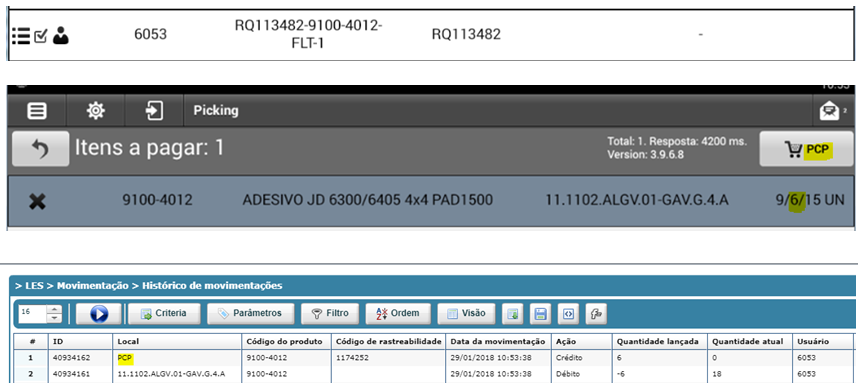 6053 RQ113482-9100-4012- RQ113482 -
FLT-1
Picking 2
Itens a pagar: 1 Total: 1. Resposta: 4200 ms. PCP
Version: 3.9.6.8
9100-4012 ADESIVO JD 6300/6405 4x4 PAD1500 11.1102.ALGV.01-GAV.G.4.A 9/6/15 UN
> LES > Movimentação > Histórico de movimentações
16 Criteria Parâmetros Filtro Ordem Visão
# ID Local Código do produto Código de rastreabilidade Data da movimentação Ação Quantidade lançada Quantidade atual Usuário
1 40934162 PCP 9100-4012 1174252 29/01/2018 10:53:38 Crédito 6 0 6053
2 40934161 11.1102.ALGV.01-GAV.G.4.A 9100-4012 29/01/2018 10:53:38 Débito -6 18 6053